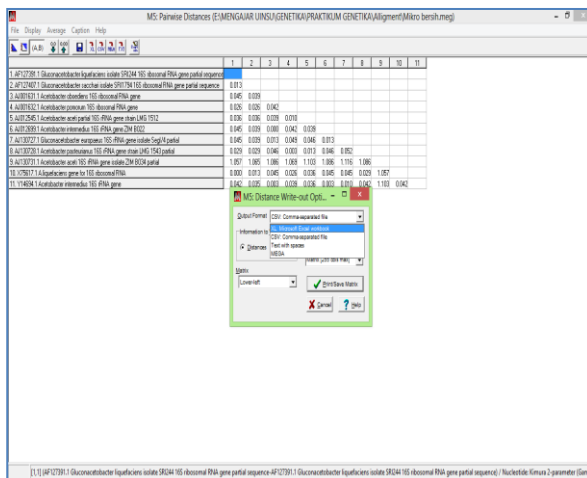 M5: Pairwise Distances (E:\MENGAJAR UINSU\GENETIKA\PRAKTIKUM GENETIKA\Alligment\Mikro bersih.meg)
File Display Average Caption Help
(A,B) XL CSV MEGA TXT
1 2 3 4 5 6 7 8 9 10 11
1. AF127391.1 Gluconacetobacter liquefaciens isolate SRI244 16S ribosomal RNA gene partial sequence
2. AF127407.1 Gluconacetobacter sacchari isolate SRI1794 16S ribosomal RNA gene partial sequence 0.013
3. AJ001631.1 Acetobacter oboediens 16S ribosomal RNA gene 0.045 0.039
4. AJ001632.1 Acetobacter pomorum 16S ribosomal RNA gene 0.026 0.026 0.042
5. AJ012545.1 Acetobacter aceti partial 16S rRNA gene strain LMG 1512 0.036 0.036 0.039 0.010
6. AJ012699.1 Acetobacter intermedius 16S rRNA gene ZIM B022 0.045 0.039 0.000 0.042 0.039
7. AJ130727.1 Gluconacetobacter europaeus 16S rRNA gene isolate SegI/4 partial 0.045 0.039 0.013 0.049 0.046 0.013
8. AJ130728.1 Acetobacter pasteurianus 16S rRNA gene strain LMG 1543 partial 0.029 0.029 0.046 0.003 0.013 0.046 0.052
9. AJ130731.1 Acetobacter aceti 16S rRNA gene isolate ZIM B034 partial 1.057 1.065 1.086 1.069 1.103 1.086 1.116 1.086
10. X75617.1 A.liquefaciens gene for 16S ribosomal RNA 0.000 0.013 0.045 0.026 0.036 0.045 0.045 0.029 1.057
11. Y14694.1 Acetobacter intermedius 16S rRNA gene 0.042 0.035 0.003 0.039 0.036 0.003 0.010 0.042 1.103 0.042
M5: Distance Write-out Opti...
Output Format CSV: Comma-separated file
XL: Microsoft Excel workbook
Information to
CSV: Comma-separated file
Distances
Text with spaces
MEGA
Matrix
Lower-left
Print/Save Matrix
Cancel Help
[1,1] (AF127391.1 Gluconacetobacter liquefaciens isolate SRI244 16S ribosomal RNA gene partial sequence-AF127391.1 Gluconacetobacter liquefaciens isolate SRI244 16S ribosomal RNA gene partial sequence) / Nucleotide: Kimura 2-parameter (Gam